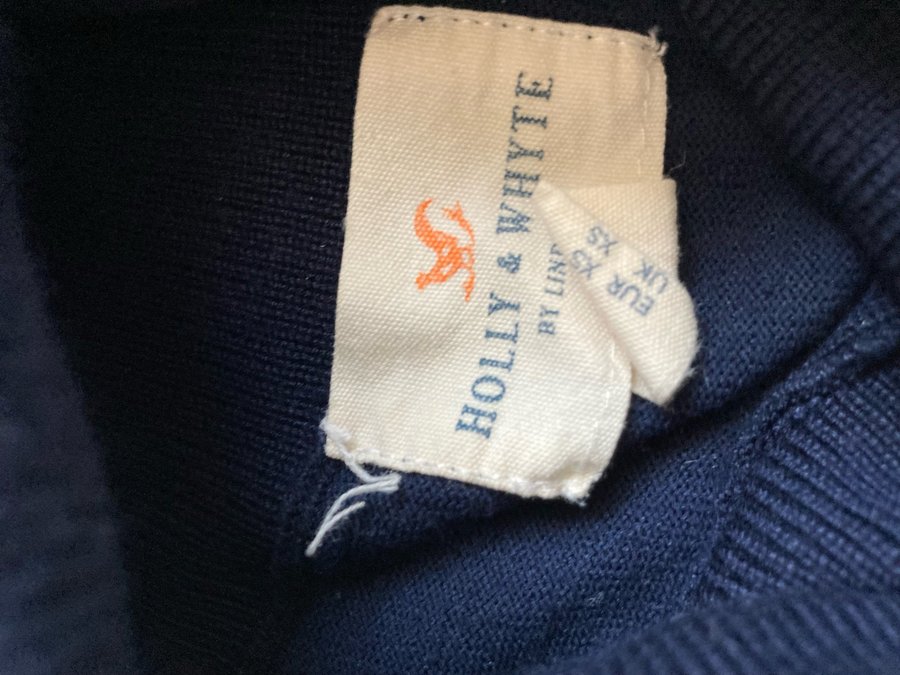 HOLLY & WHYTE
BY LIND
EUR XS
UK XS